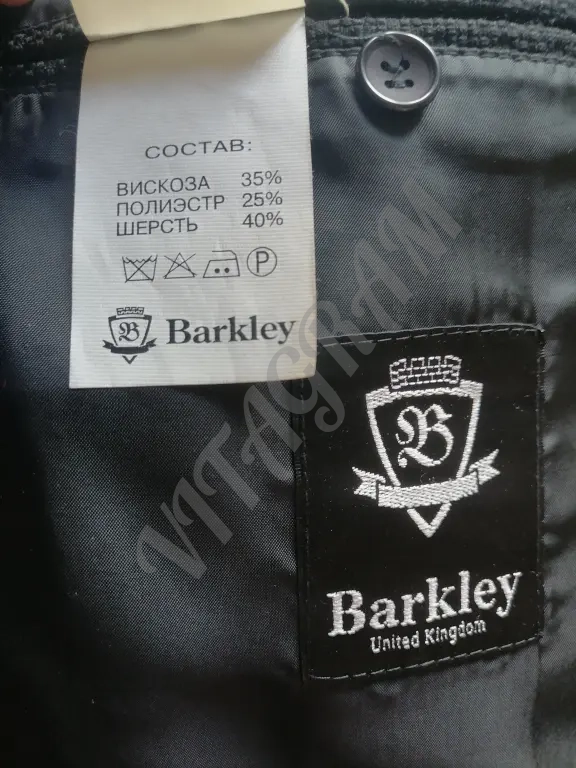 СОСТАВ:
ВИСКОЗА 35%
ПОЛИЭСТР 25%
ШЕРСТЬ 40%
P
B Barkley
B
Barkley
United Kingdom
VITAGRAM